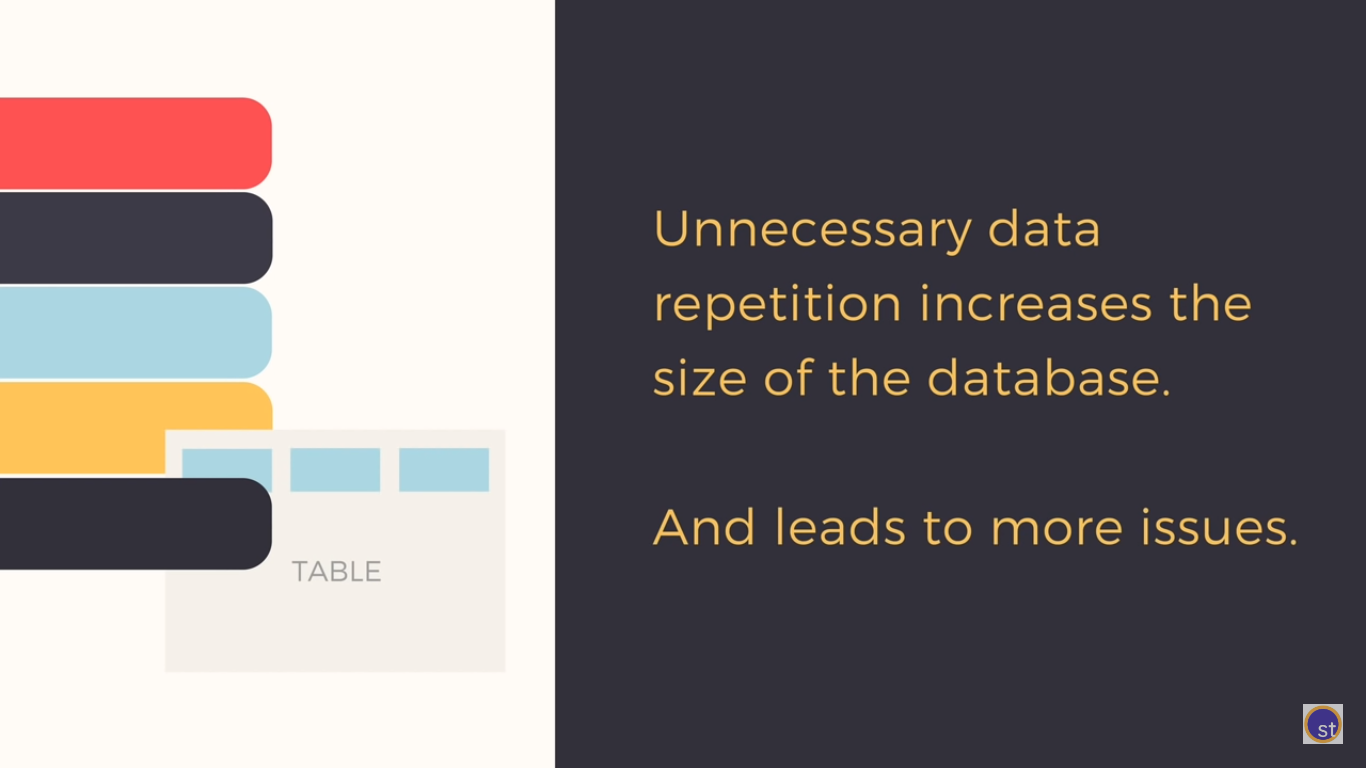 Unnecessary data
repetition increases the
size of the database.
And leads to more issues.
TABLE
st